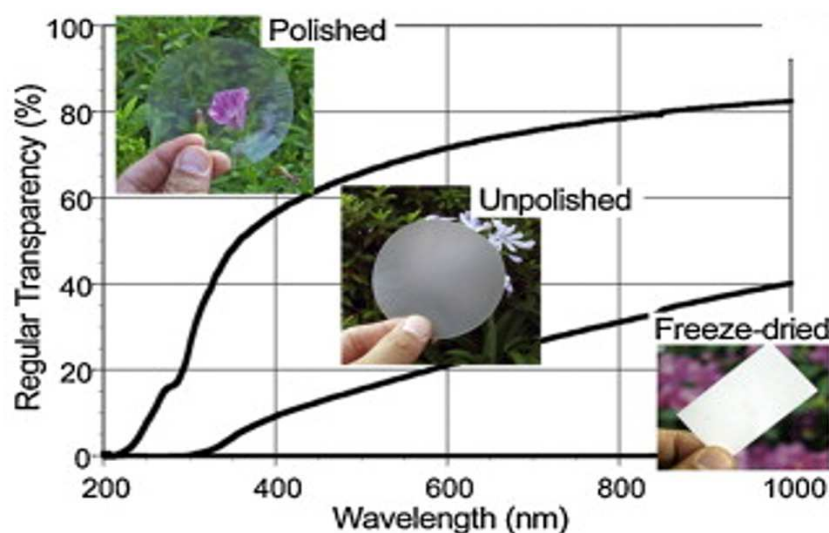 Polished
Unpolished
Freeze-dried
Regular Transparency (%)
100
80
60
40
20
0
200
400
600
800
1000
Wavelength (nm)